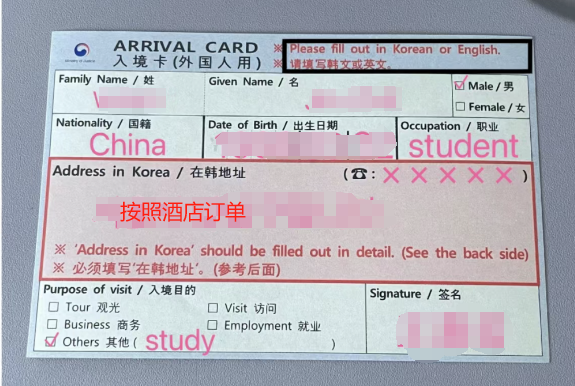 ARRIVAL CARD ※ Please fill out in Korean or English.
入境卡(外国人用) ※ 请填写韩文或英文。
Family Name / 姓 Given Name / 名 ☑ Male / 男
☐ Female / 女
Nationality / 国籍 Date of Birth / 出生日期 Occupation / 职业
China student
Address in Korea / 在韩地址 (☎: ✕ ✕ ✕ ✕ ✕ )
按照酒店订单
※ ‘Address in Korea’ should be filled out in detail. (See the back side)
※ 必须填写‘在韩地址’。(参考后面)
Purpose of visit / 入境目的 Signature / 签名
☐ Tour 观光 ☐ Visit 访问
☐ Business 商务 ☐ Employment 就业
☑ Others 其他 ( study )